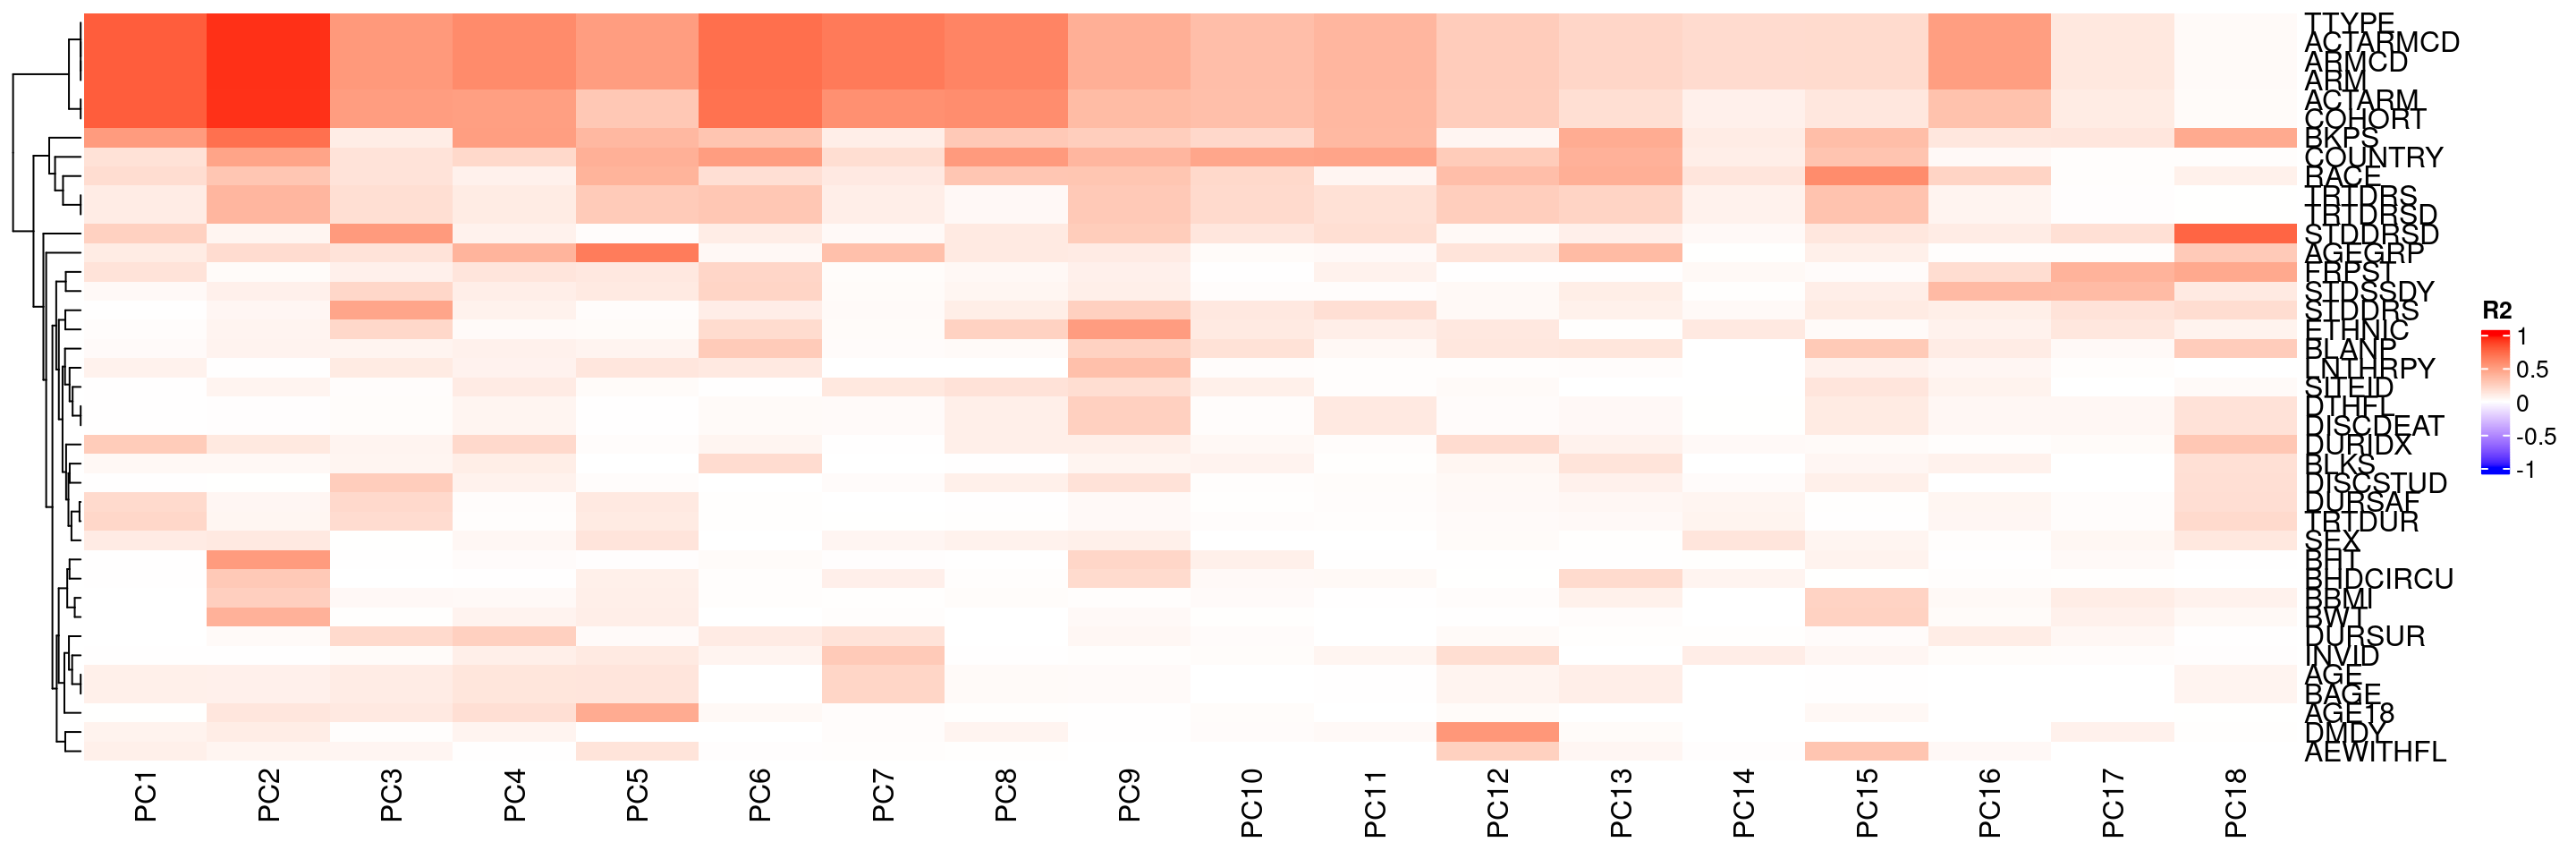 TTYPE
ACTARMCD
ARMCD
ARM
ACTARM
COHORT
BKPS
COUNTRY
RACE
TRTDRS
TRTDRSD
STDDRSD
AGEGRP
FRPST
STDSSDY
STDDRS
ETHNIC
BLANP
LNTHRPY
SITEID
DTHFL
DISCDEAT
DURIDX
BLKS
DISCSTUD
DURSAF
TRTDUR
SEX
BHT
BHDCIRCU
BBMI
BWT
DURSUR
INVID
AGE
BAGE
AGE18
DMDY
AEWITHFL
R2
1
0.5
0
-0.5
-1
PC1 PC2 PC3 PC4 PC5 PC6 PC7 PC8 PC9 PC10 PC11 PC12 PC13 PC14 PC15 PC16 PC17 PC18